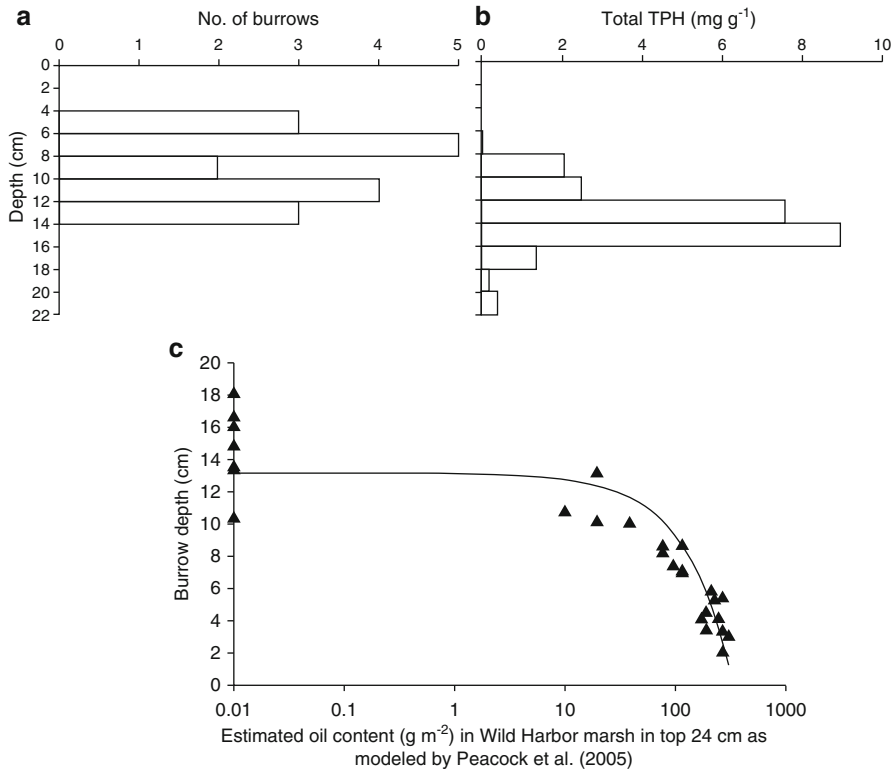 a
No. of burrows
0 1 2 3 4 5
Depth (cm)
0
2
4
6
8
10
12
14
16
18
20
22
b
Total TPH (mg g-1)
0 2 4 6 8 10
c
Burrow depth (cm)
20
18
16
14
12
10
8
6
4
2
0
0.01 0.1 1 10 100 1000
Estimated oil content (g m-2) in Wild Harbor marsh in top 24 cm as
modeled by Peacock et al. (2005)